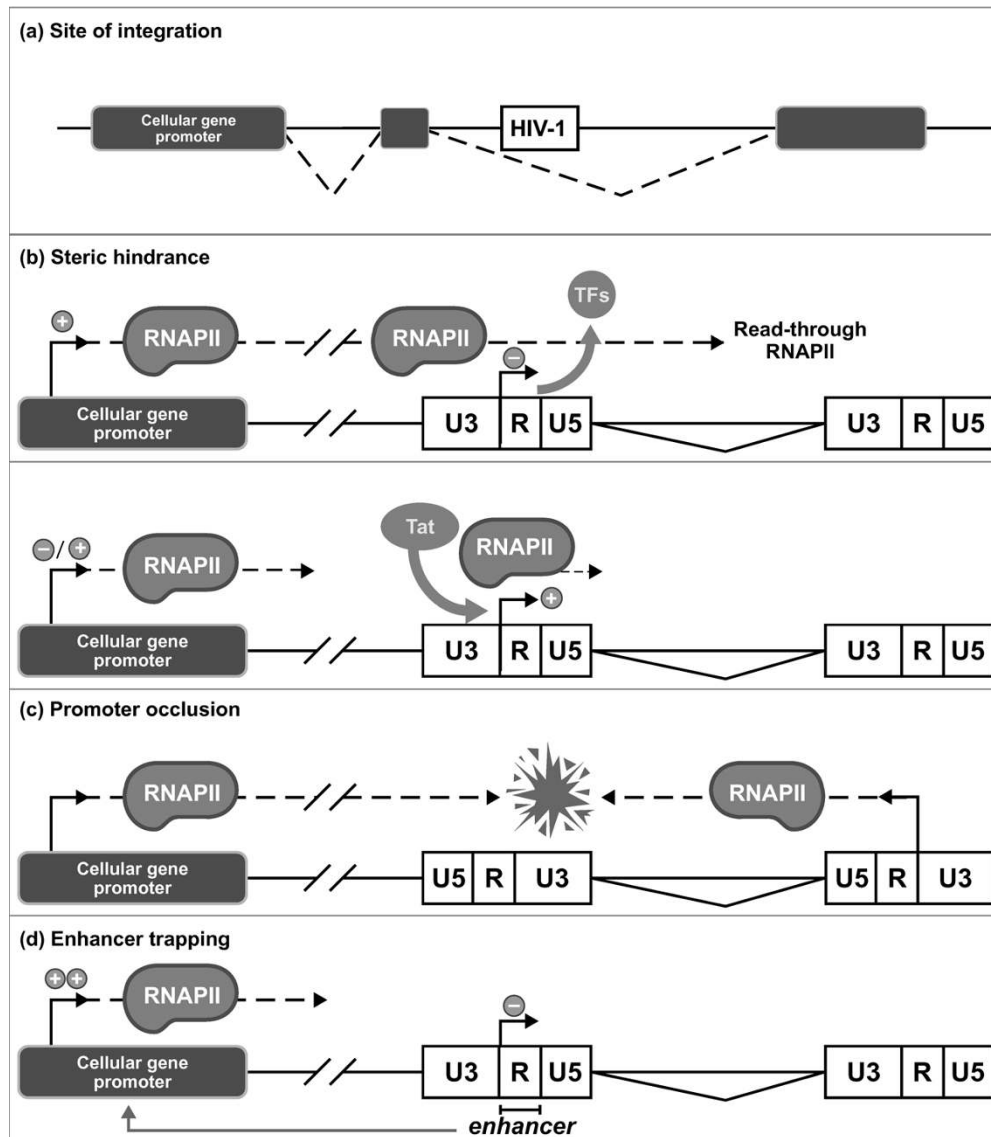 (a) Site of integration
Cellular gene
promoter
HIV-1
(b) Steric hindrance
+
RNAPII
RNAPII
TFs
Read-through
RNAPII
−
Cellular gene
promoter
U3 R U5
U3 R U5
− / +
RNAPII
Tat
RNAPII
+
Cellular gene
promoter
U3 R U5
U3 R U5
(c) Promoter occlusion
RNAPII
RNAPII
Cellular gene
promoter
U5 R U3
U5 R U3
(d) Enhancer trapping
++
RNAPII
−
Cellular gene
promoter
U3 R U5
U3 R U5
enhancer